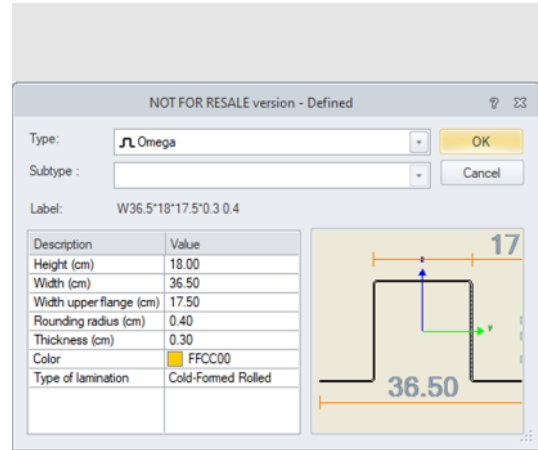 NOT FOR RESALE version - Defined
Type:
Omega
OK
Subtype :
Cancel
Label:
W36.5*18*17.5*0.3 0.4
Description Value
Height (cm) 18.00
Width (cm) 36.50
Width upper flange (cm) 17.50
Rounding radius (cm) 0.40
Thickness (cm) 0.30
Color FFCC00
Type of lamination Cold-Formed Rolled
17
Y
36.50